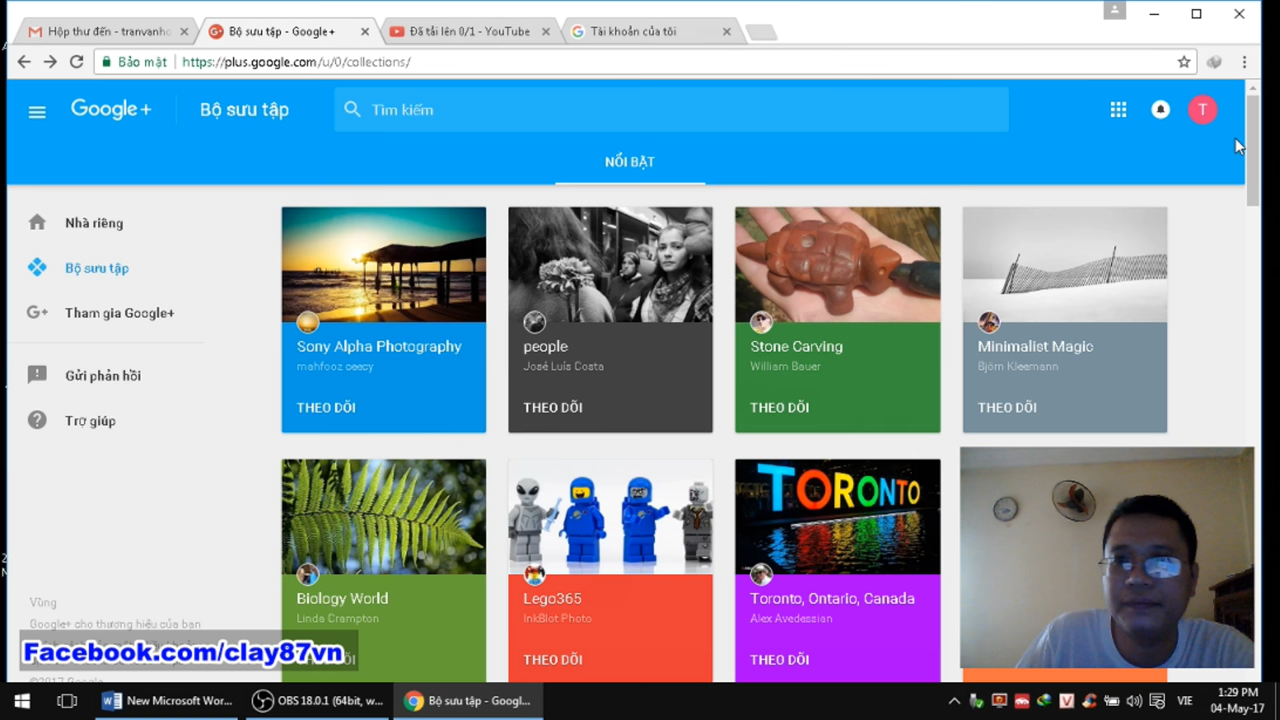 Hộp thư đến - tranvanho
Bộ sưu tập - Google+
Đã tải lên 0/1 - YouTube
Tài khoản của tôi
Bảo mật
https://plus.google.com/u/0/collections/
Google+
Bộ sưu tập
Tìm kiếm
T
NỔI BẬT
Nhà riêng
Bộ sưu tập
Tham gia Google+
Gửi phản hồi
Trợ giúp
Sony Alpha Photography
mahfooz oescy
THEO DÕI
people
José Luís Costa
THEO DÕI
Stone Carving
William Bauer
THEO DÕI
Minimalist Magic
Björn Kleemann
THEO DÕI
Biology World
Linda Crampton
TORONTO
Lego365
InkBlot Photo
THEO DÕI
Toronto, Ontario, Canada
Alex Avedessian
THEO DÕI
Vùng
Google+ cho thương hiệu của bạn
Facebook.com/clay87vn
©2017 Google
New Microsoft Wor...
OBS 18.0.1 (64bit, w...
Bộ sưu tập - Googl...
VIE
1:29 PM
04-May-17